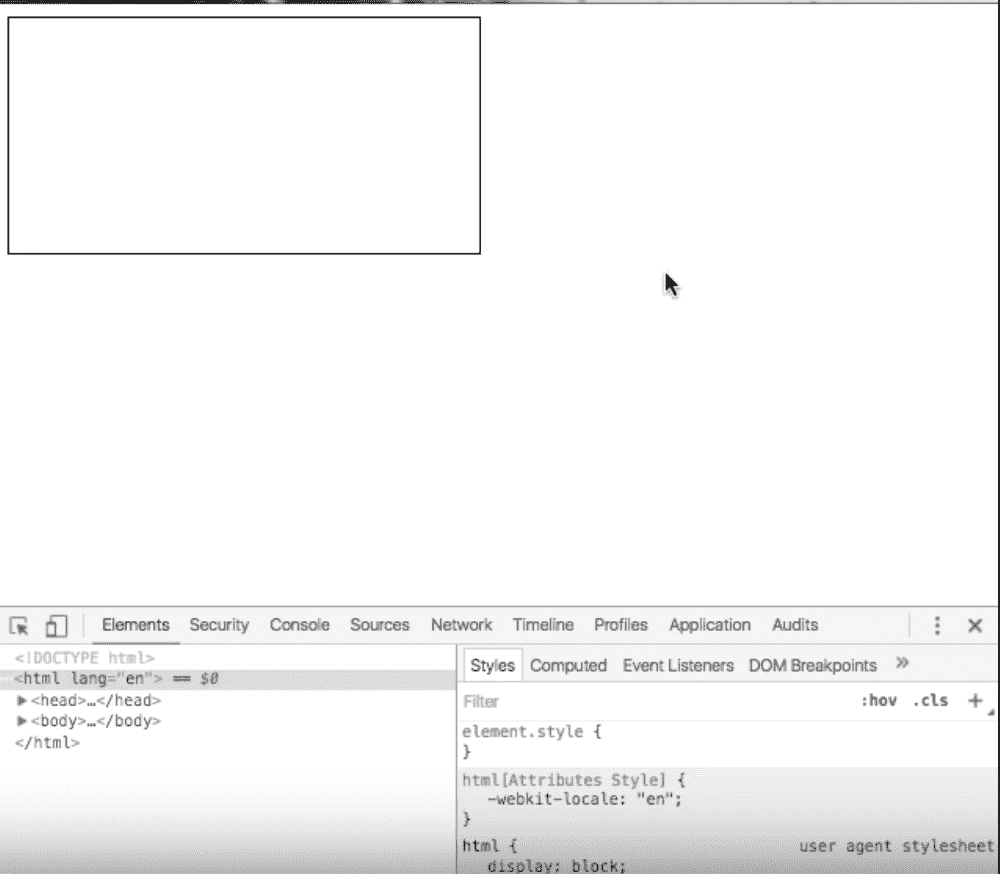 Elements Security Console Sources Network Timeline Profiles Application Audits
<!DOCTYPE html>
<html lang="en"> == $0
<head>…</head>
<body>…</body>
</html>
Styles Computed Event Listeners DOM Breakpoints »
Filter :hov .cls +
element.style {
}
html[Attributes Style] {
-webkit-locale: "en";
}
html { user agent stylesheet
display: block;